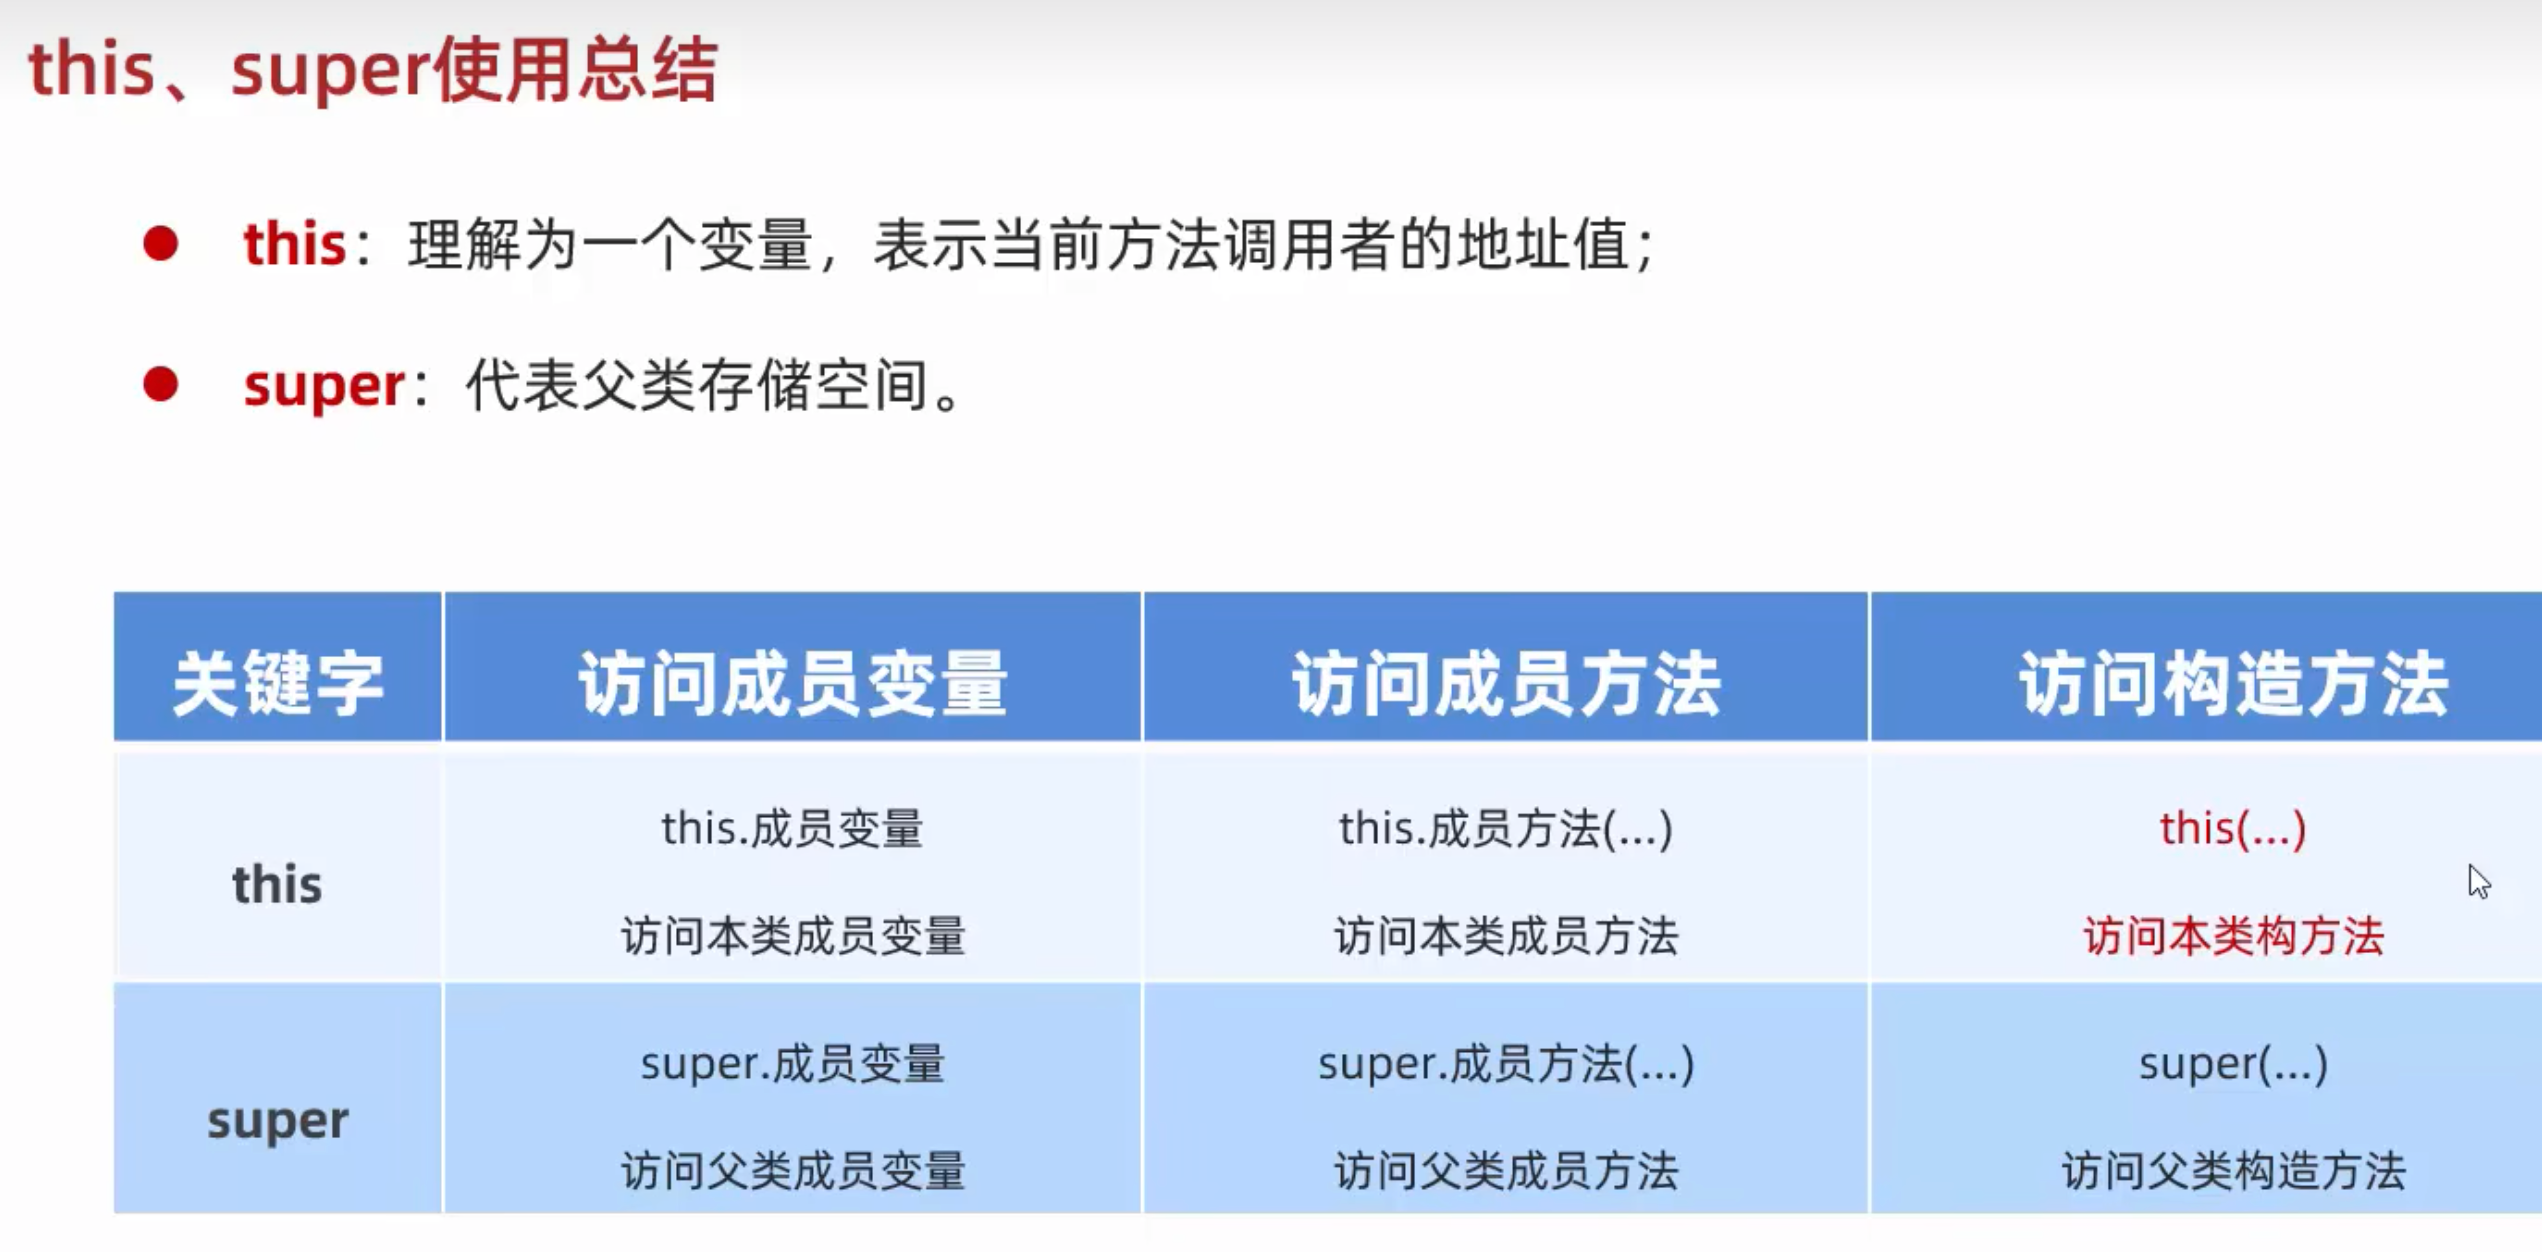 this、super使用总结
this：理解为一个变量，表示当前方法调用者的地址值；
super：代表父类存储空间。
关键字 访问成员变量 访问成员方法 访问构造方法
this
this.成员变量
访问本类成员变量
this.成员方法(...)
访问本类成员方法
this(...)
访问本类构方法
super
super.成员变量
访问父类成员变量
super.成员方法(...)
访问父类成员方法
super(...)
访问父类构造方法